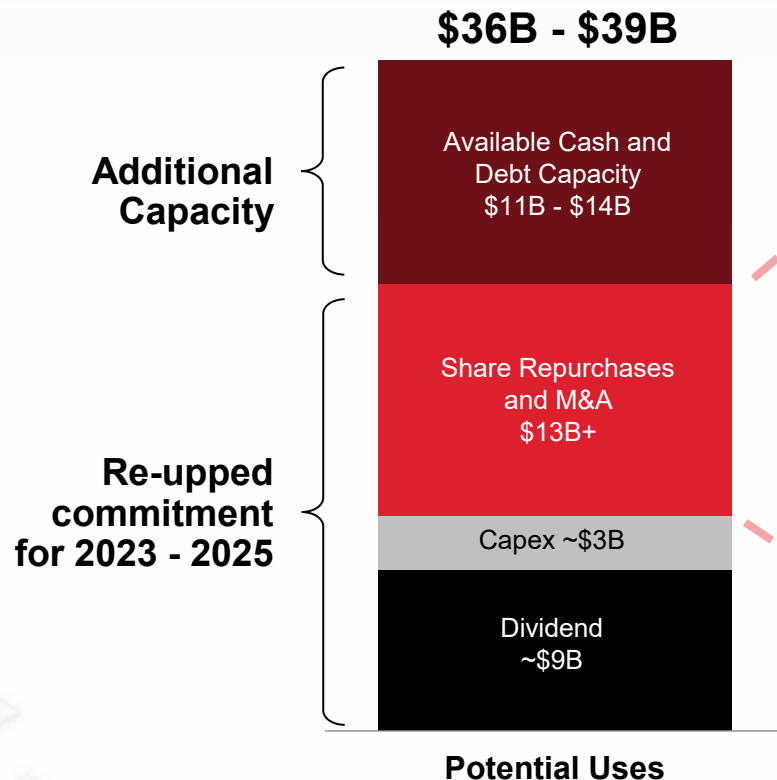 $36B - $39B
Additional
Capacity
Available Cash and
Debt Capacity
$11B - $14B
Re-upped
commitment
for 2023 - 2025
Share Repurchases
and M&A
$13B+
Capex ~$3B
Dividend
~$9B
Potential Uses